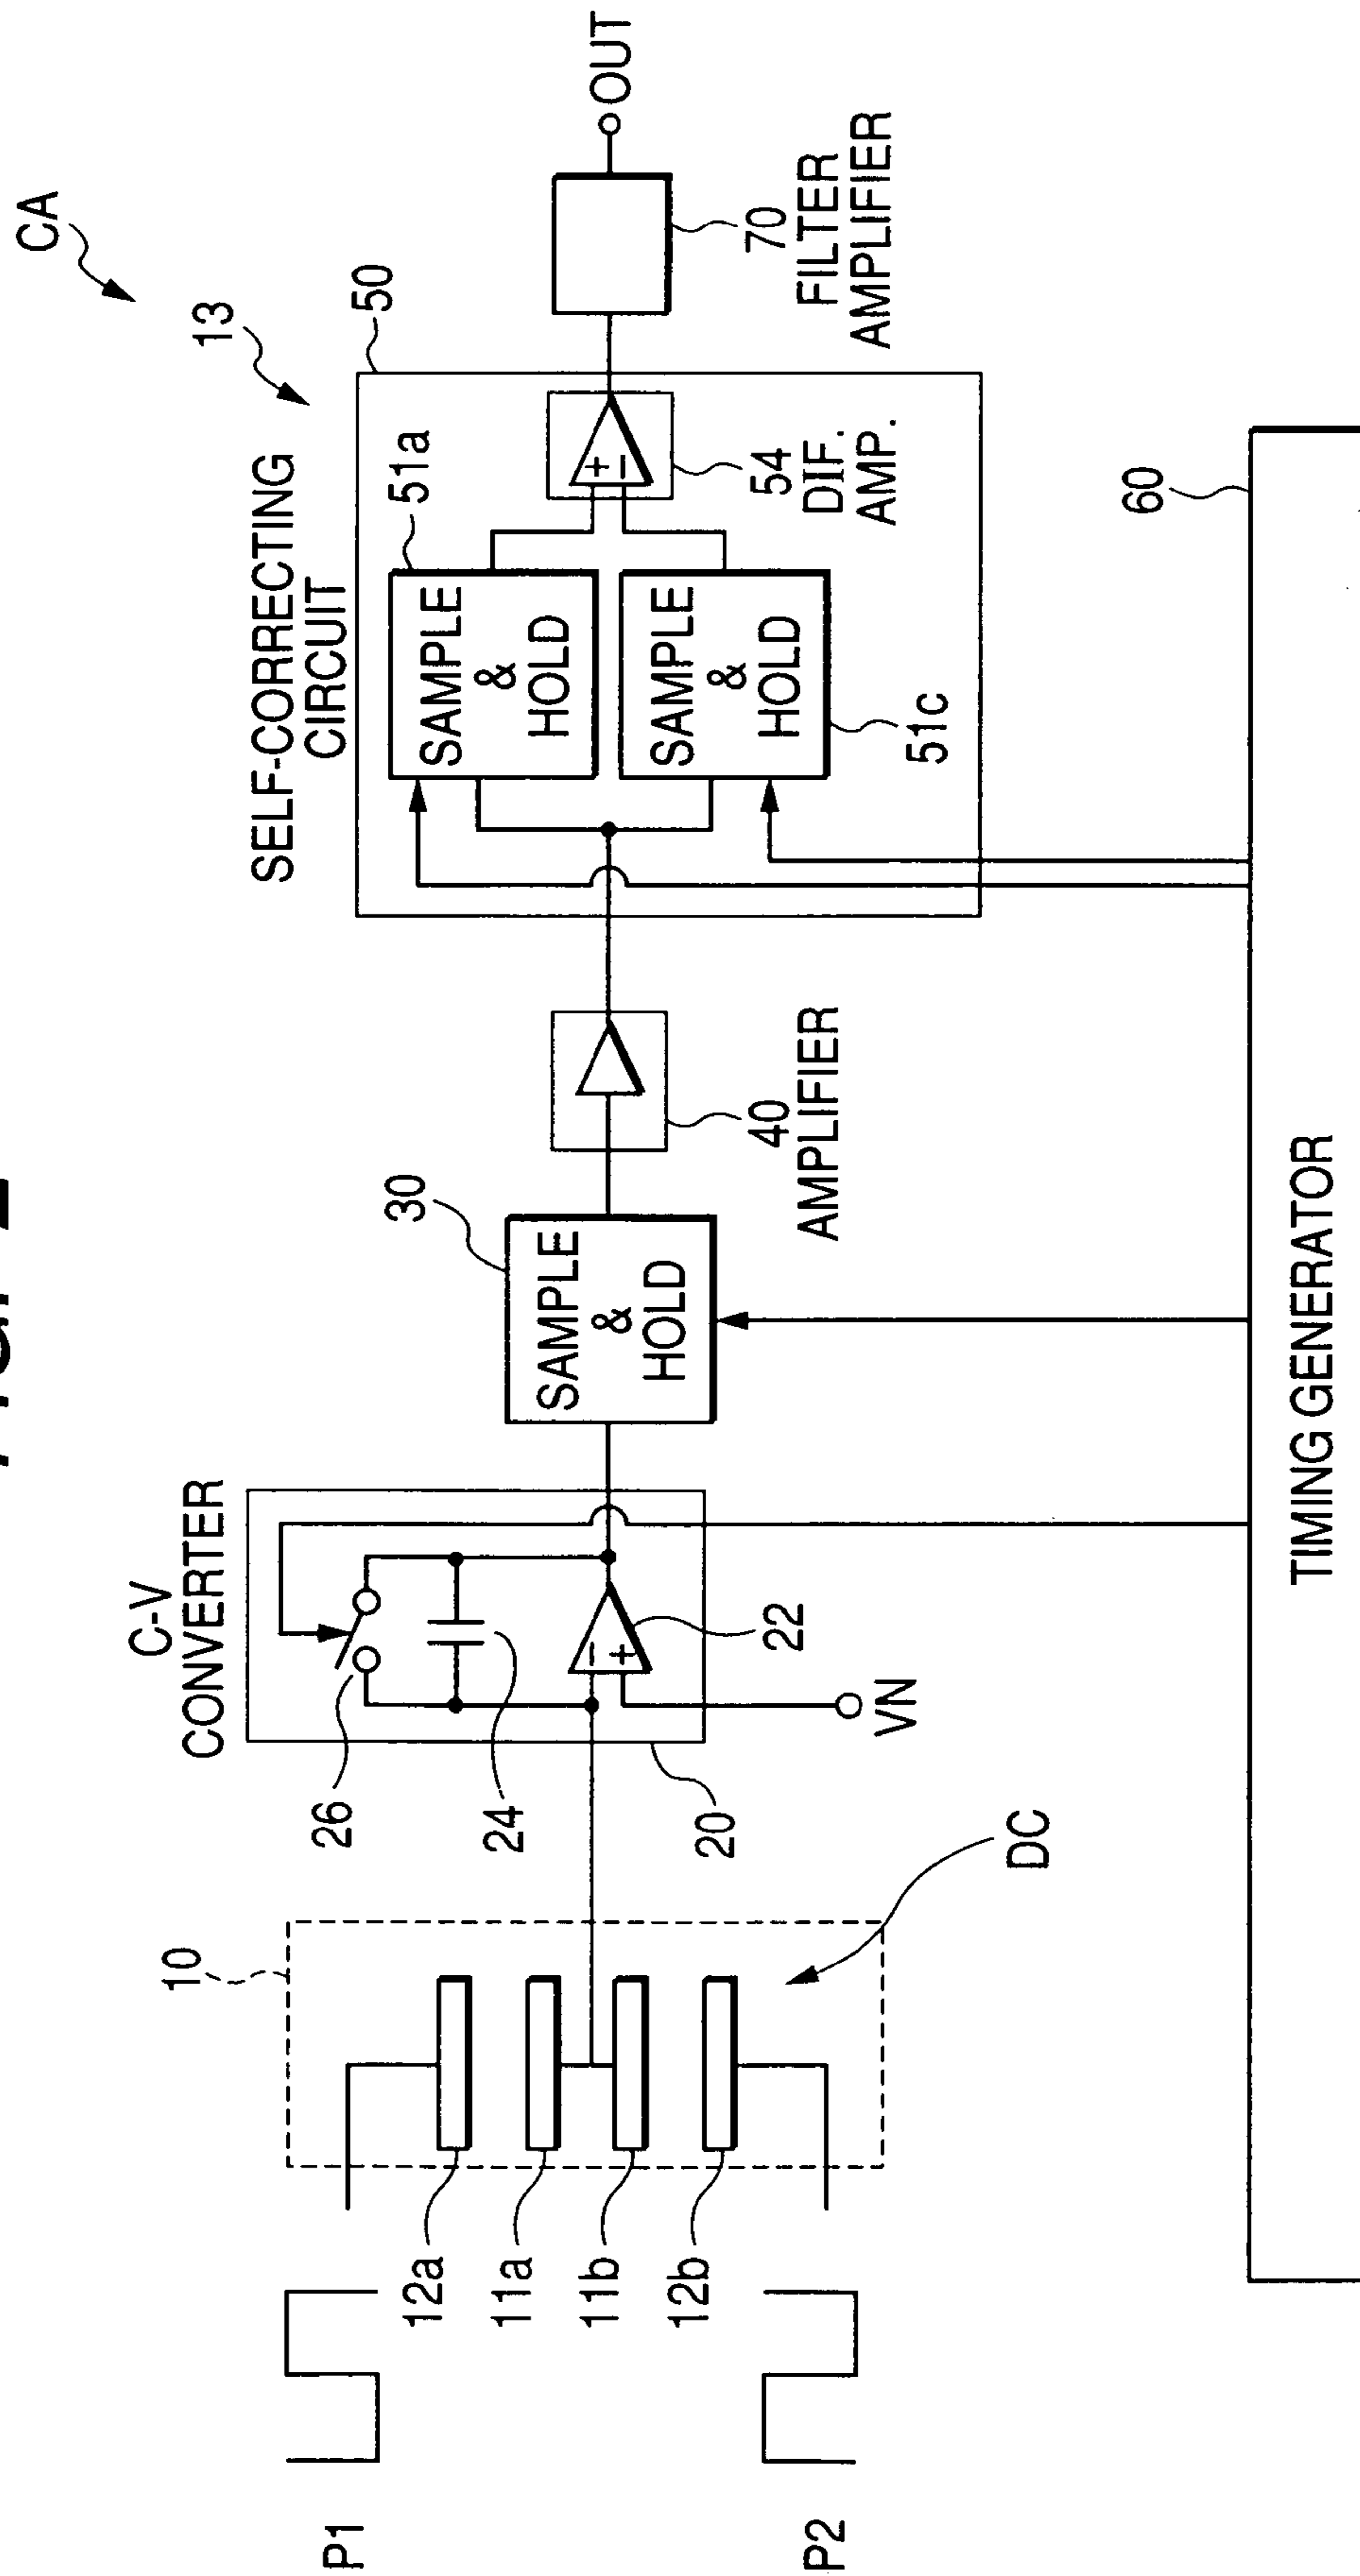 CA
13
SELF-CORRECTING
CIRCUIT
50
51a
SAMPLE
&
HOLD
SAMPLE
&
HOLD
51c
+
−
54
DIF.
AMP.
70
FILTER
AMPLIFIER
OUT
C-V
CONVERTER
26
24
−
+
22
20
VN
30
SAMPLE
&
HOLD
40
AMPLIFIER
10
12a
11a
11b
12b
DC
P1
P2
60
TIMING GENERATOR